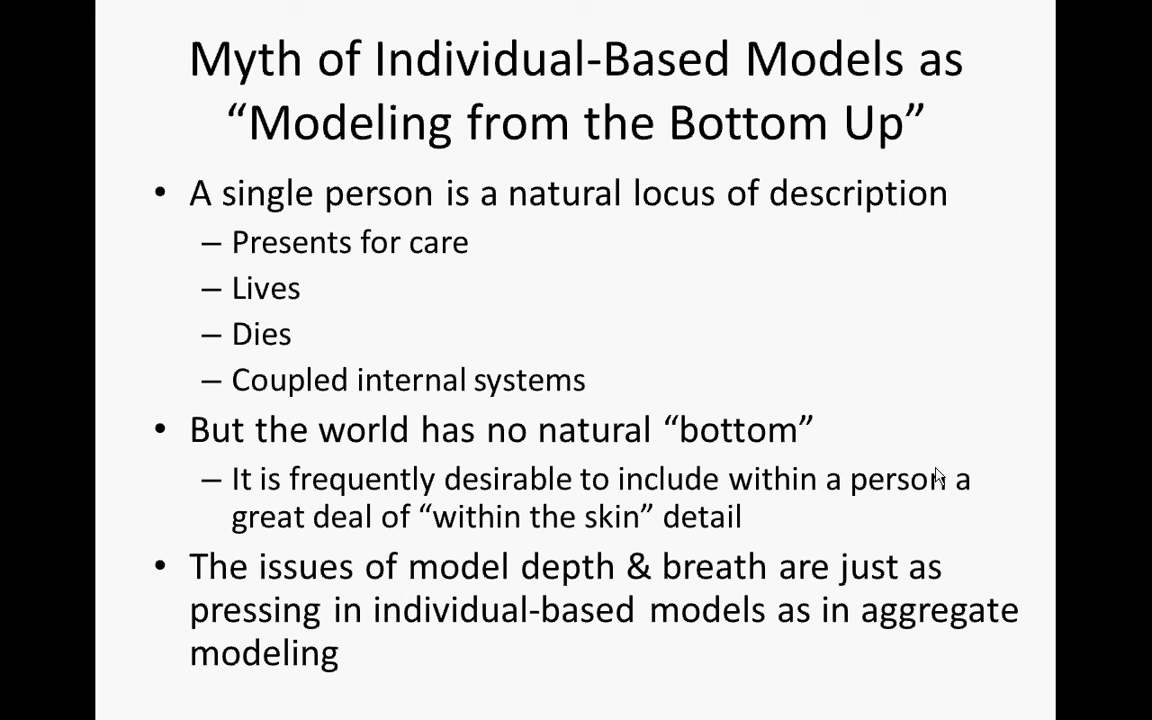 Myth of Individual-Based Models as
“Modeling from the Bottom Up”
• A single person is a natural locus of description
– Presents for care
– Lives
– Dies
– Coupled internal systems
• But the world has no natural “bottom”
– It is frequently desirable to include within a person a
great deal of “within the skin” detail
• The issues of model depth & breath are just as
pressing in individual-based models as in aggregate
modeling